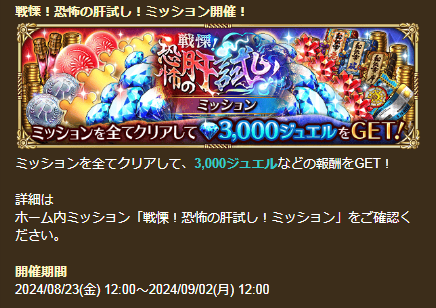 戦慄!恐怖の肝試し!ミッション開催!
戦慄!
恐怖の肝試し!
ミッション
ミッションを全てクリアして 3,000ジュエルをGET!
ミッションを全てクリアして、3,000ジュエルなどの報酬をGET!
詳細は
ホーム内ミッション「戦慄!恐怖の肝試し!ミッション」をご確認く
ださい。
開催期間
2024/08/23(金) 12:00~2024/09/02(月) 12:00